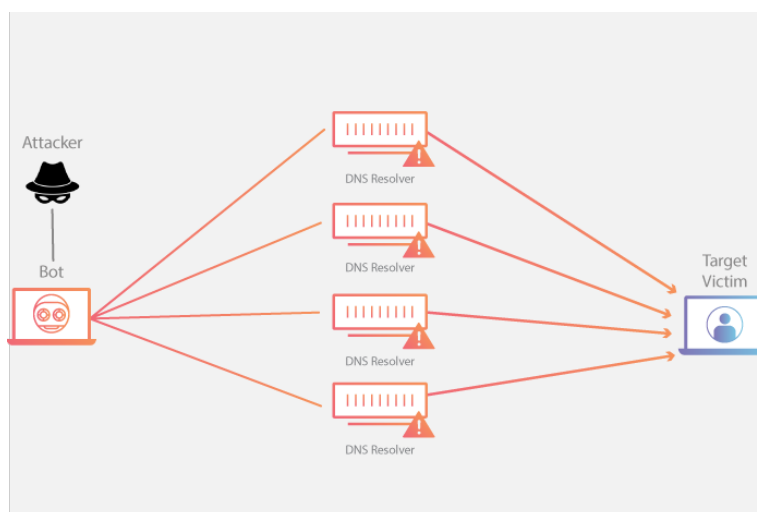 Attacker
Bot
DNS Resolver
DNS Resolver
DNS Resolver
DNS Resolver
Target
Victim